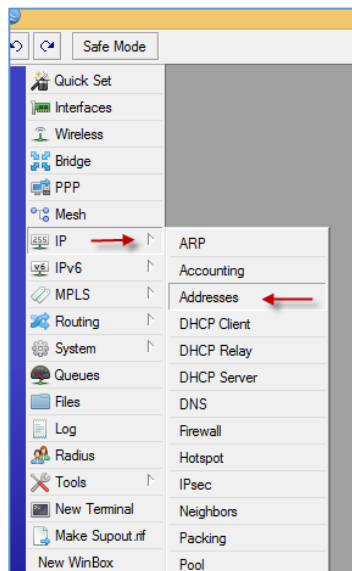 Safe Mode
Quick Set
Interfaces
Wireless
Bridge
PPP
Mesh
255 IP
v6 IPv6
MPLS
Routing
System
Queues
Files
Log
Radius
Tools
New Terminal
Make Supout.rif
New WinBox
ARP
Accounting
Addresses
DHCP Client
DHCP Relay
DHCP Server
DNS
Firewall
Hotspot
IPsec
Neighbors
Packing
Pool